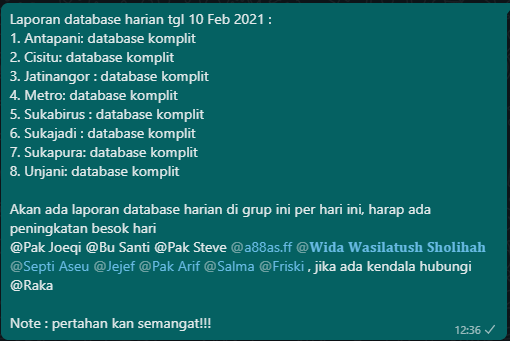 Laporan database harian tgl 10 Feb 2021 :
1. Antapani: database komplit
2. Cisitu: database komplit
3. Jatinangor : database komplit
4. Metro: database komplit
5. Sukabirus : database komplit
6. Sukajadi : database komplit
7. Sukapura: database komplit
8. Unjani: database komplit

Akan ada laporan database harian di grup ini per hari ini, harap ada
peningkatan besok hari
@Pak Joeqi @Bu Santi @Pak Steve @a88as.ff @𝐖𝐢𝐝𝐚 𝐖𝐚𝐬𝐢𝐥𝐚𝐭𝐮𝐬𝐡 𝐒𝐡𝐨𝐥𝐢𝐡𝐚𝐡
@Septi Aseu @Jejef @Pak Arif @Salma @Friski , jika ada kendala hubungi
@Raka

Note : pertahan kan semangat!!!
12:36